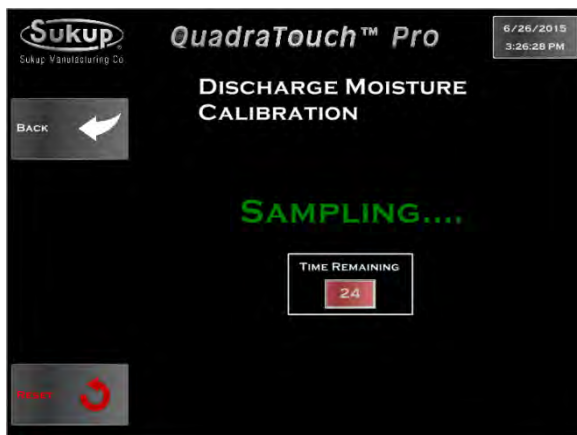 Sukup®
Sukup Manufacturing Co
QuadraTouch™ Pro
6/26/2015
3:26:28 PM
DISCHARGE MOISTURE
CALIBRATION
BACK
SAMPLING....
TIME REMAINING
24
RESET